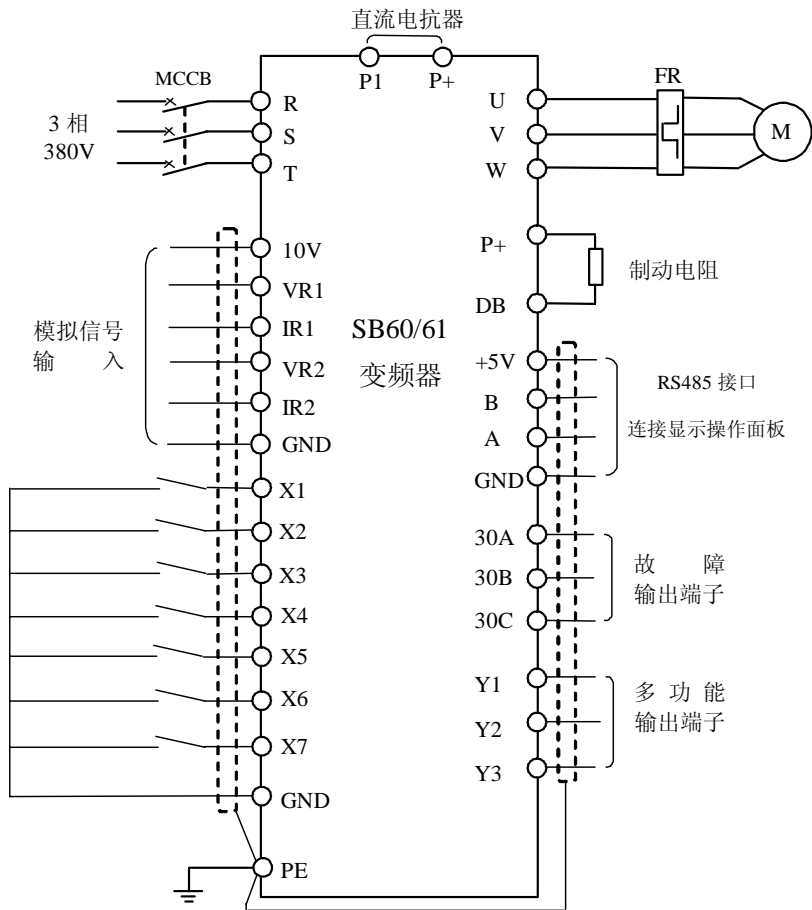 直流电抗器
P1 P+
MCCB
3 相
380V
R
S
T
FR
U
V
W
M
10V
VR1
IR1
VR2
IR2
GND
模拟信号
输 入
SB60/61
变频器
P+
DB
制动电阻
+5V
B
A
GND
RS485 接口
连接显示操作面板
X1
X2
X3
X4
X5
X6
X7
GND
PE
30A
30B
30C
故 障
输出端子
Y1
Y2
Y3
多 功 能
输出端子